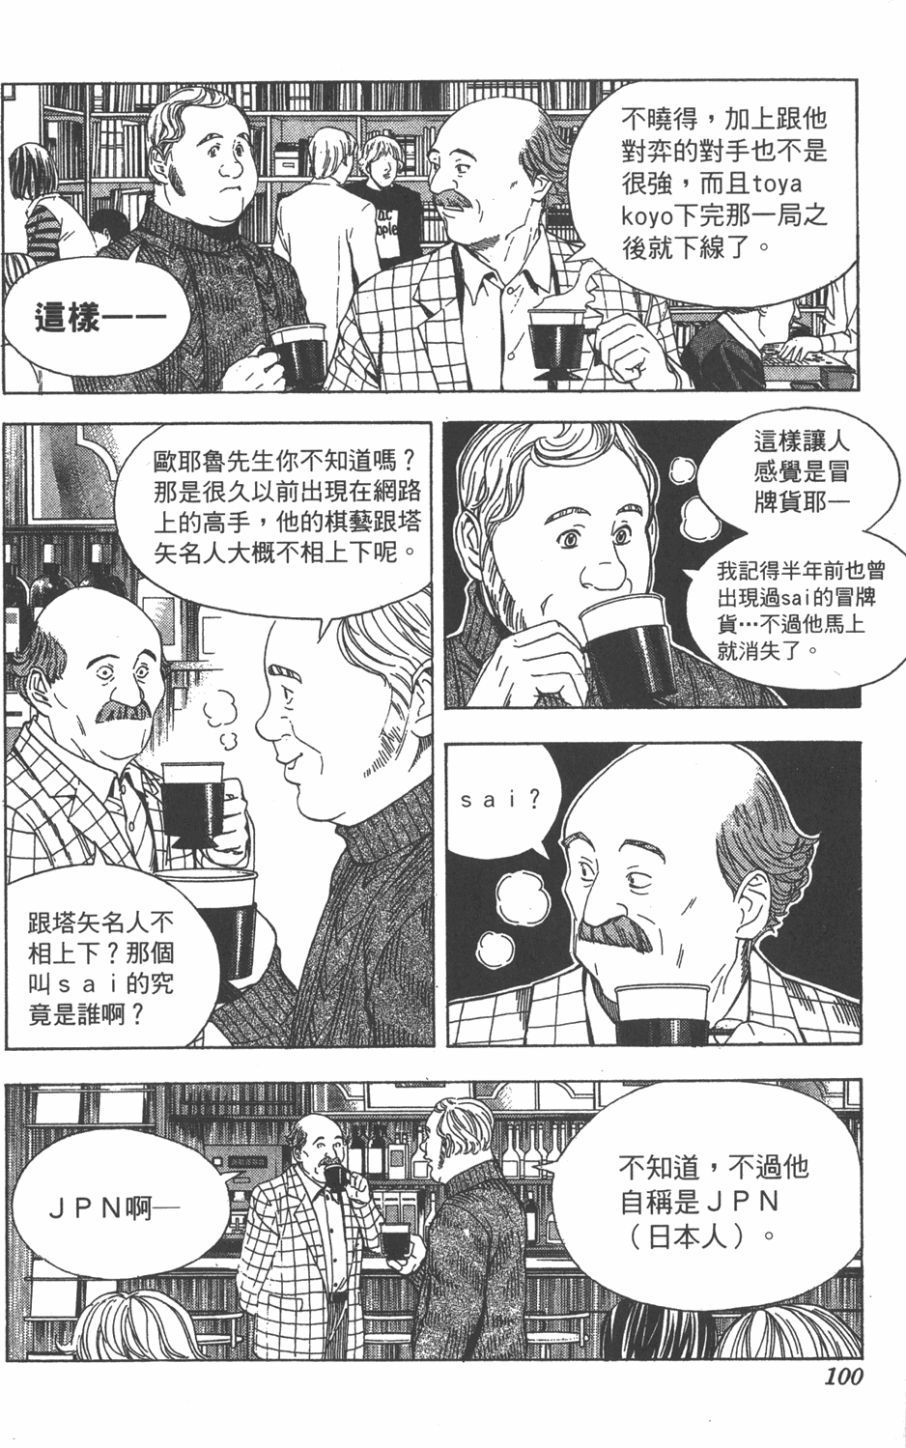 不曉得，加上跟他
對弈的對手也不是
很強，而且toya
koyo下完那一局之
後就下線了。
這樣——
這樣讓人
感覺是冒
牌貨耶—
我記得半年前也曾
出現過sai的冒牌
貨…不過他馬上
就消失了。
歐耶魯先生你不知道嗎？
那是很久以前出現在網路
上的高手，他的棋藝跟塔
矢名人大概不相上下呢。
sai？
跟塔矢名人不
相上下？那個
叫sai的究
竟是誰啊？
不知道，不過他
自稱是JPN
（日本人）。
JPN啊—
100